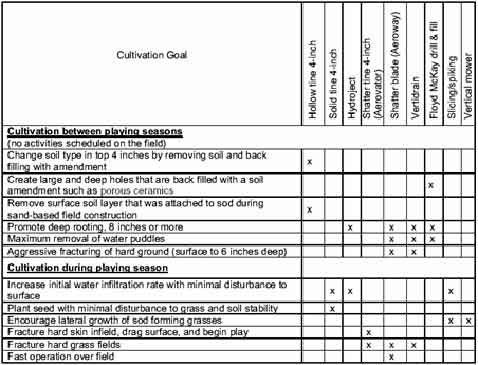 Cultivation Goal
Hollow tine 4-inch
Solid tine 4-inch
Hydroject
Shatter tine 4-inch
(Aerovator)
Shatter blade (Aeroway)
Vertidrain
Floyd McKay drill & fill
Slicing/spiking
Vertical mower
Cultivation between playing seasons
(no activities scheduled on the field)
Change soil type in top 4 inches by removing soil and back
filling with amendment x
Create large and deep holes that are back filled with a soil
amendment such as porous ceramics x
Remove surface soil layer that was attached to sod during
sand-based field construction x
Promote deep rooting, 8 inches or more x x x x
Maximum removal of water puddles x x x
Aggressive fracturing of hard ground (surface to 6 inches deep) x x
Cultivation during playing season
Increase initial water infiltration rate with minimal disturbance to
surface x x x
Plant seed with minimal disturbance to grass and soil stability x
Encourage lateral growth of sod forming grasses x x
Fracture hard skin infield, drag surface, and begin play x
Fracture hard grass fields x x x
Fast operation over field x